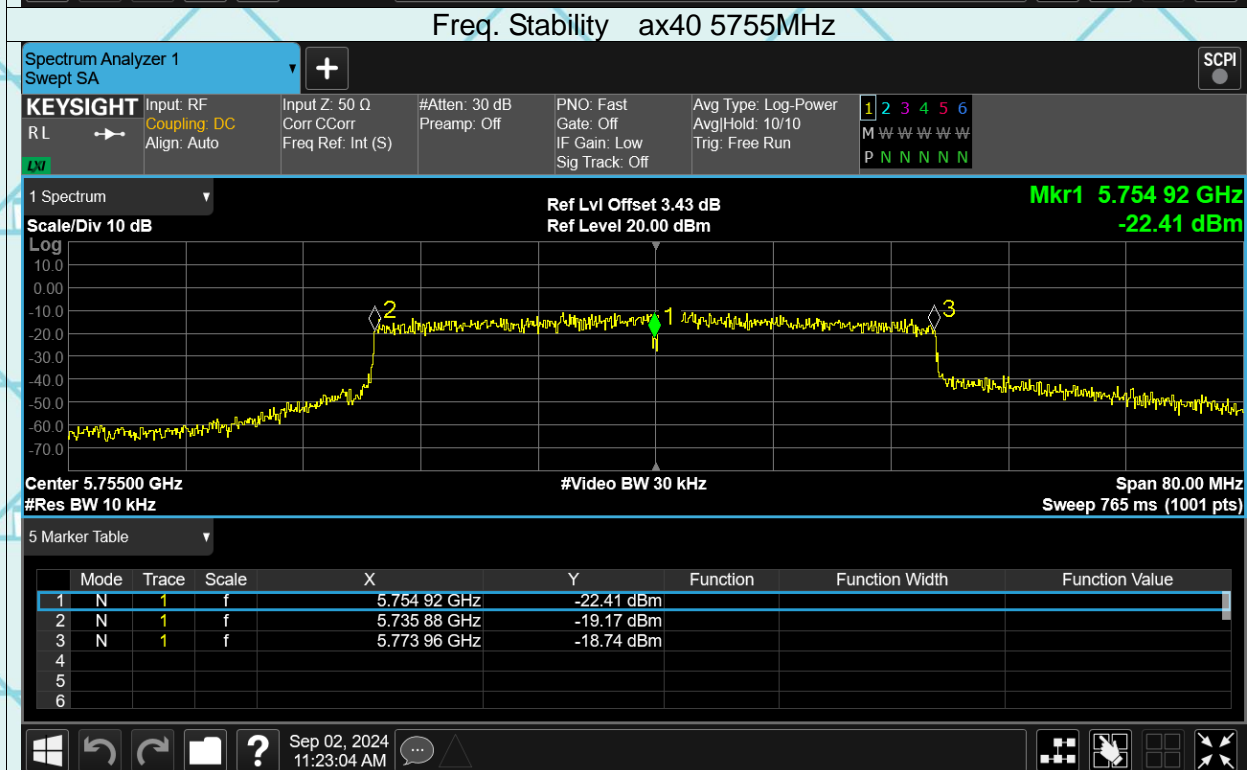 Freq. Stability ax40 5755MHz
Spectrum Analyzer 1
Swept SA
SCPI
KEYSIGHT
R L
LXI
Input: RF
Coupling: DC
Align: Auto
Input Z: 50 Ω
Corr CCorr
Freq Ref: Int (S)
#Atten: 30 dB
Preamp: Off
PNO: Fast
Gate: Off
IF Gain: Low
Sig Track: Off
Avg Type: Log-Power
Avg|Hold: 10/10
Trig: Free Run
1 2 3 4 5 6
M W W W W W W
P N N N N N
1 Spectrum
Scale/Div 10 dB
Ref Lvl Offset 3.43 dB
Ref Level 20.00 dBm
Mkr1 5.754 92 GHz
-22.41 dBm
Log
10.0
0.00
-10.0
-20.0
-30.0
-40.0
-50.0
-60.0
-70.0
2
1
3
Center 5.75500 GHz
#Res BW 10 kHz
#Video BW 30 kHz
Span 80.00 MHz
Sweep 765 ms (1001 pts)
5 Marker Table
Mode Trace Scale X Y Function Function Width Function Value
1 N 1 f 5.754 92 GHz -22.41 dBm
2 N 1 f 5.735 88 GHz -19.17 dBm
3 N 1 f 5.773 96 GHz -18.74 dBm
4
5
6
?
Sep 02, 2024
11:23:04 AM